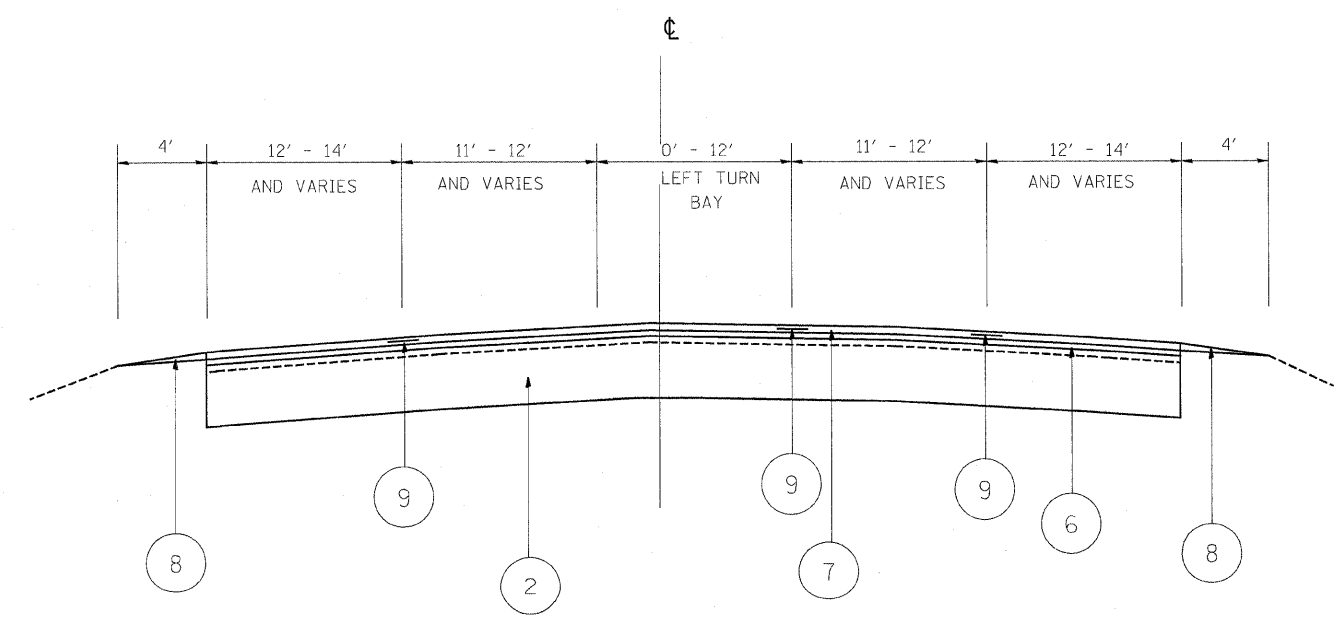 ℄
4'
12' - 14'
AND VARIES
11' - 12'
AND VARIES
0' - 12'
LEFT TURN
BAY
11' - 12'
AND VARIES
12' - 14'
AND VARIES
4'
9
9
9
6
8
8
7
2